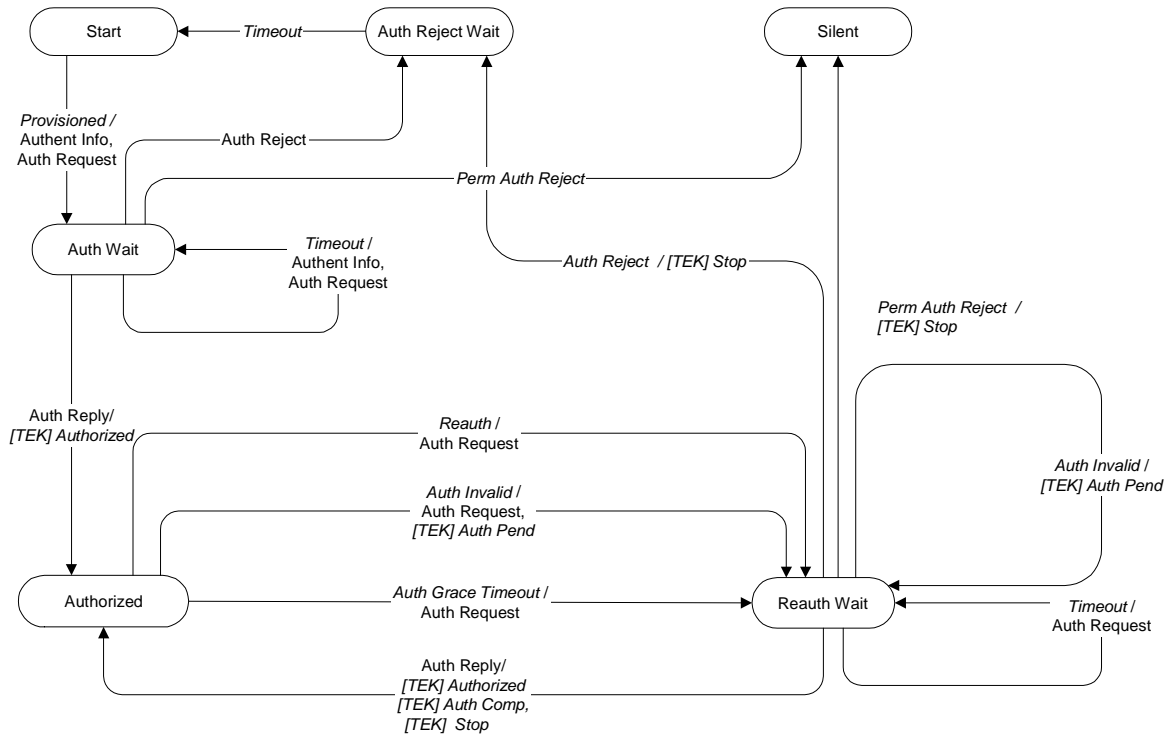 Start
Timeout
Auth Reject Wait
Silent
Provisioned /
Authent Info,
Auth Request
Auth Reject
Perm Auth Reject
Auth Wait
Timeout /
Authent Info,
Auth Request
Auth Reject / [TEK] Stop
Perm Auth Reject /
[TEK] Stop
Auth Reply/
[TEK] Authorized
Reauth /
Auth Request
Auth Invalid /
[TEK] Auth Pend
Auth Invalid /
Auth Request,
[TEK] Auth Pend
Authorized
Auth Grace Timeout /
Auth Request
Reauth Wait
Timeout /
Auth Request
Auth Reply/
[TEK] Authorized
[TEK] Auth Comp,
[TEK] Stop